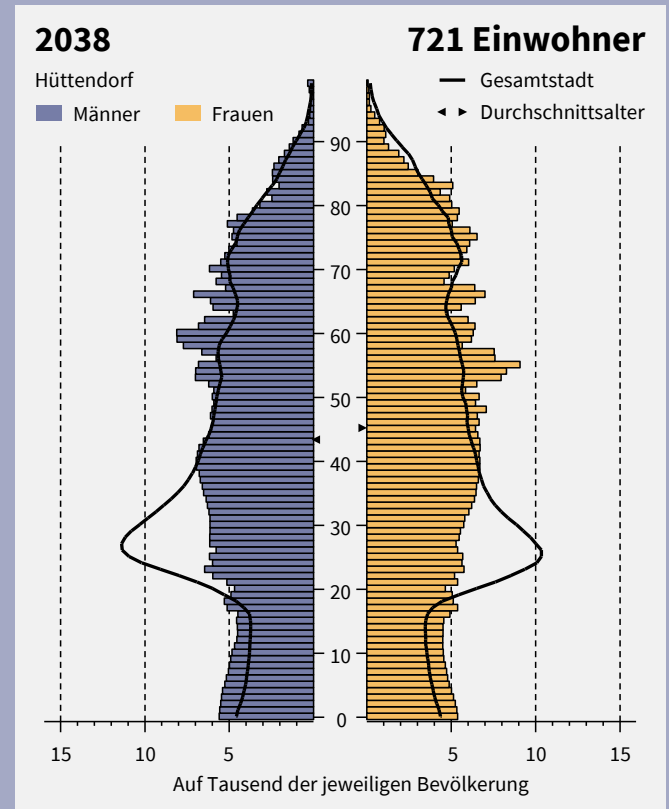 2038
721 Einwohner
Hüttendorf
Gesamtstadt
Männer
Frauen
Durchschnittsalter
90
80
70
60
50
40
30
20
10
0
15 10 5 5 10 15
Auf Tausend der jeweiligen Bevölkerung